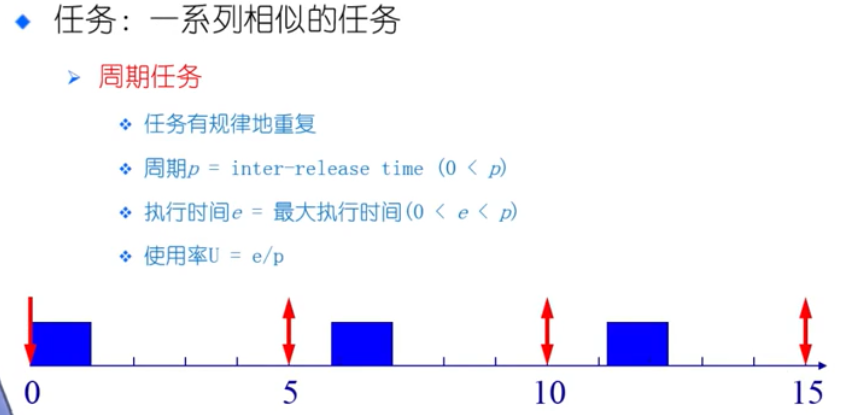 任务：一系列相似的任务
周期任务
任务有规律地重复
周期p = inter-release time (0 < p)
执行时间e = 最大执行时间(0 < e < p)
使用率U = e/p
0 5 10 15